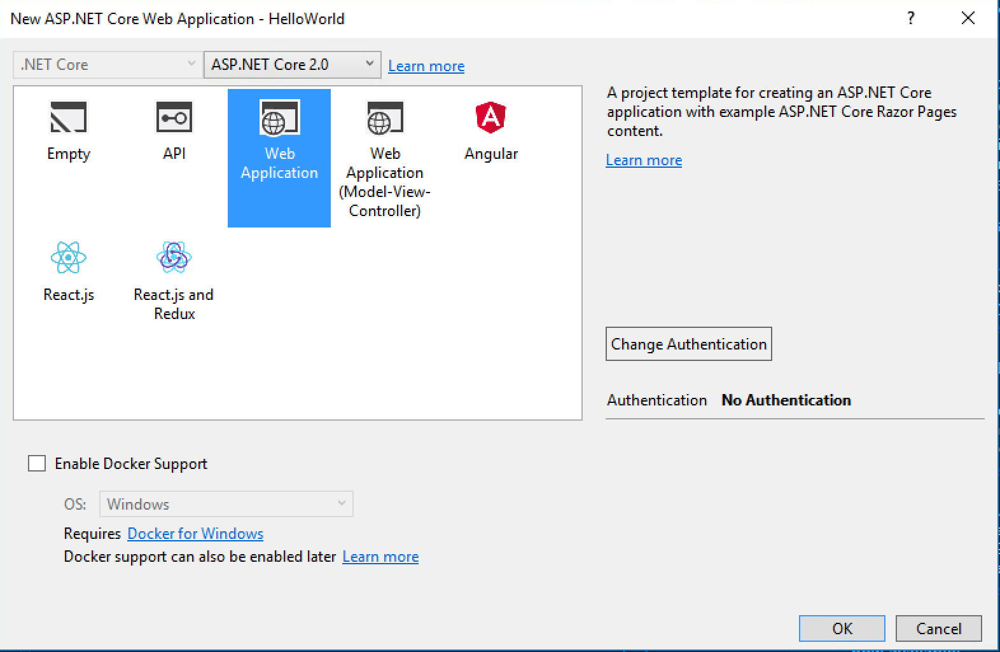 New ASP.NET Core Web Application - HelloWorld
?
.NET Core
ASP.NET Core 2.0
Learn more
Empty
API
Web
Application
Web
Application
(Model-View-
Controller)
Angular
React.js
React.js and
Redux
A project template for creating an ASP.NET Core
application with example ASP.NET Core Razor Pages
content.
Learn more
Change Authentication
Authentication No Authentication
Enable Docker Support
OS: Windows
Requires Docker for Windows
Docker support can also be enabled later Learn more
OK
Cancel